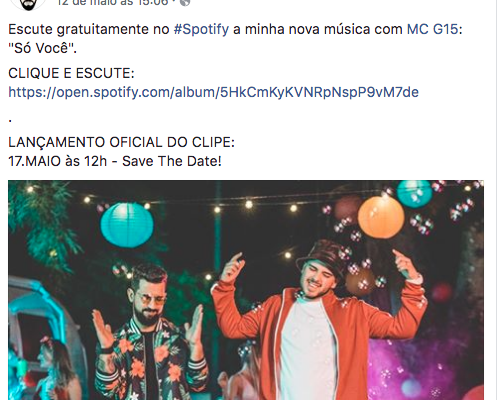 12 de maio às 15:06 ·
Escute gratuitamente no #Spotify a minha nova música com MC G15:
"Só Você".
CLIQUE E ESCUTE:
https://open.spotify.com/album/5HkCmKyKVNRpNspP9vM7de
.
LANÇAMENTO OFICIAL DO CLIPE:
17.MAIO às 12h - Save The Date!